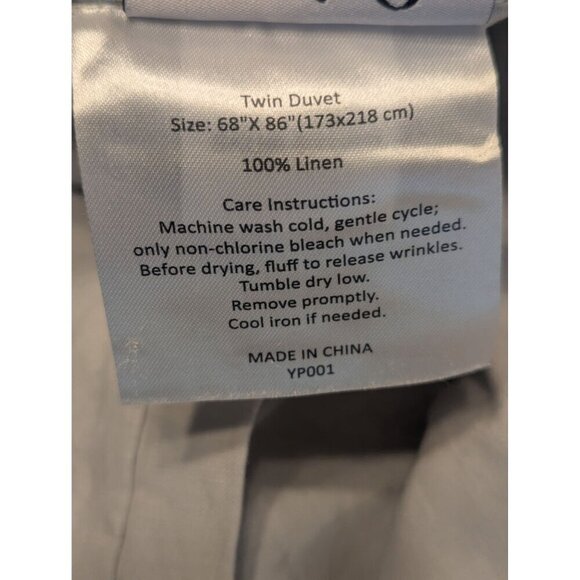 Twin Duvet
Size: 68"X 86"(173x218 cm)
100% Linen
Care Instructions:
Machine wash cold, gentle cycle;
only non-chlorine bleach when needed.
Before drying, fluff to release wrinkles.
Tumble dry low.
Remove promptly.
Cool iron if needed.
MADE IN CHINA
YP001